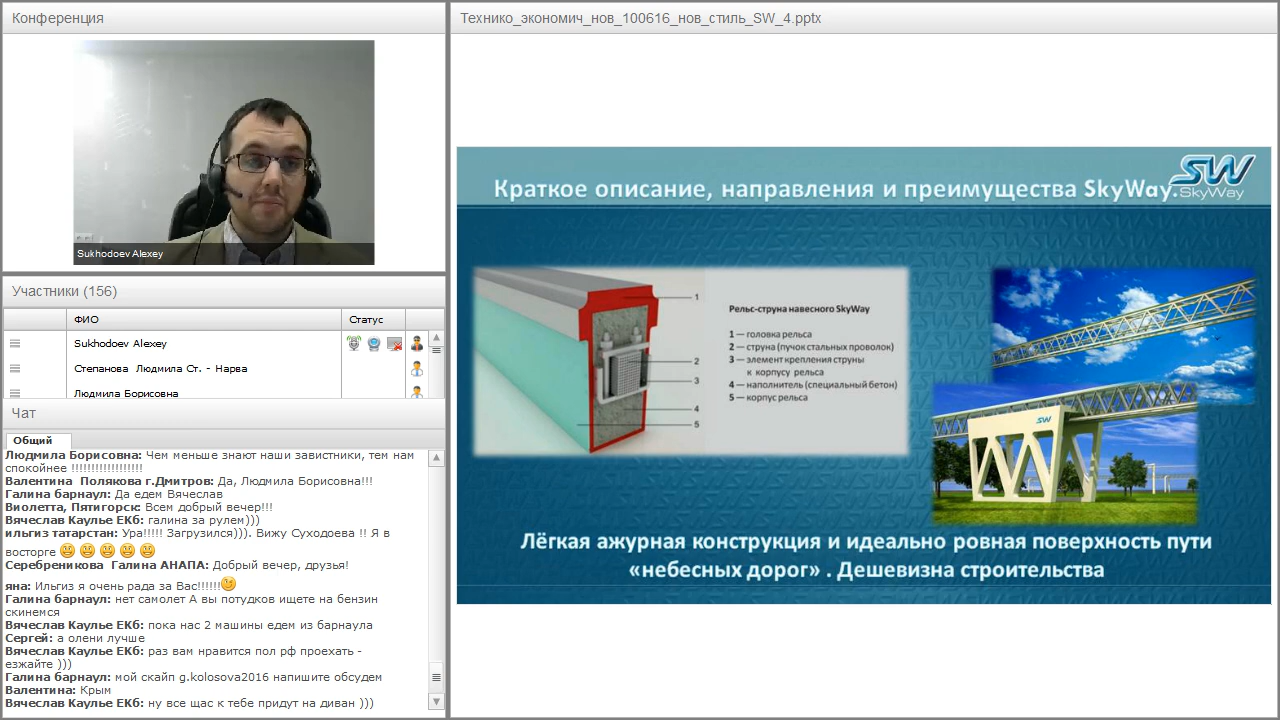 Конференция
Sukhodoev Alexey
Участники (156)
ФИО
Статус
Sukhodoev Alexey
Степанова Людмила Ст. - Нарва
Людмила Борисовна
Чат
Общий
Людмила Борисовна: Чем меньше знают наши завистники, тем нам
спокойнее !!!!!!!!!!!!!!!!!!
Валентина Полякова г.Дмитров: Да, Людмила Борисовна!!!
Галина барнаул: Да едем Вячеслав
Виолетта, Пятигорск: Всем добрый вечер!!!
Вячеслав Каулье ЕКб: галина за рулем)))
ильгиз татарстан: Ура!!!!! Загрузился))). Вижу Суходоева !! Я в
восторге
Серебреникова Галина АНАПА: Добрый вечер, друзья!
яна: Ильгиз я очень рада за Вас!!!!!!
Галина барнаул: нет самолет А вы потудков ищете на бензин
скинемся
Вячеслав Каулье ЕКб: пока нас 2 машины едем из барнаула
Сергей: а олени лучше
Вячеслав Каулье ЕКб: раз вам нравится пол рф проехать -
езжайте )))
Галина барнаул: мой скайп g.kolosova2016 напишите обсудем
Валентина: Крым
Вячеслав Каулье ЕКб: ну все щас к тебе придут на диван )))
Технико_экономич_нов_100616_нов_стиль_SW_4.pptx
Краткое описание, направления и преимущества SkyWay.
SW
SkyWay
1
2
3
4
5
Рельс-струна навесного SkyWay
1 — головка рельса
2 — струна (пучок стальных проволок)
3 — элемент крепления струны
к корпусу рельса
4 — наполнитель (специальный бетон)
5 — корпус рельса
SW
Лёгкая ажурная конструкция и идеально ровная поверхность пути
«небесных дорог» . Дешевизна строительства